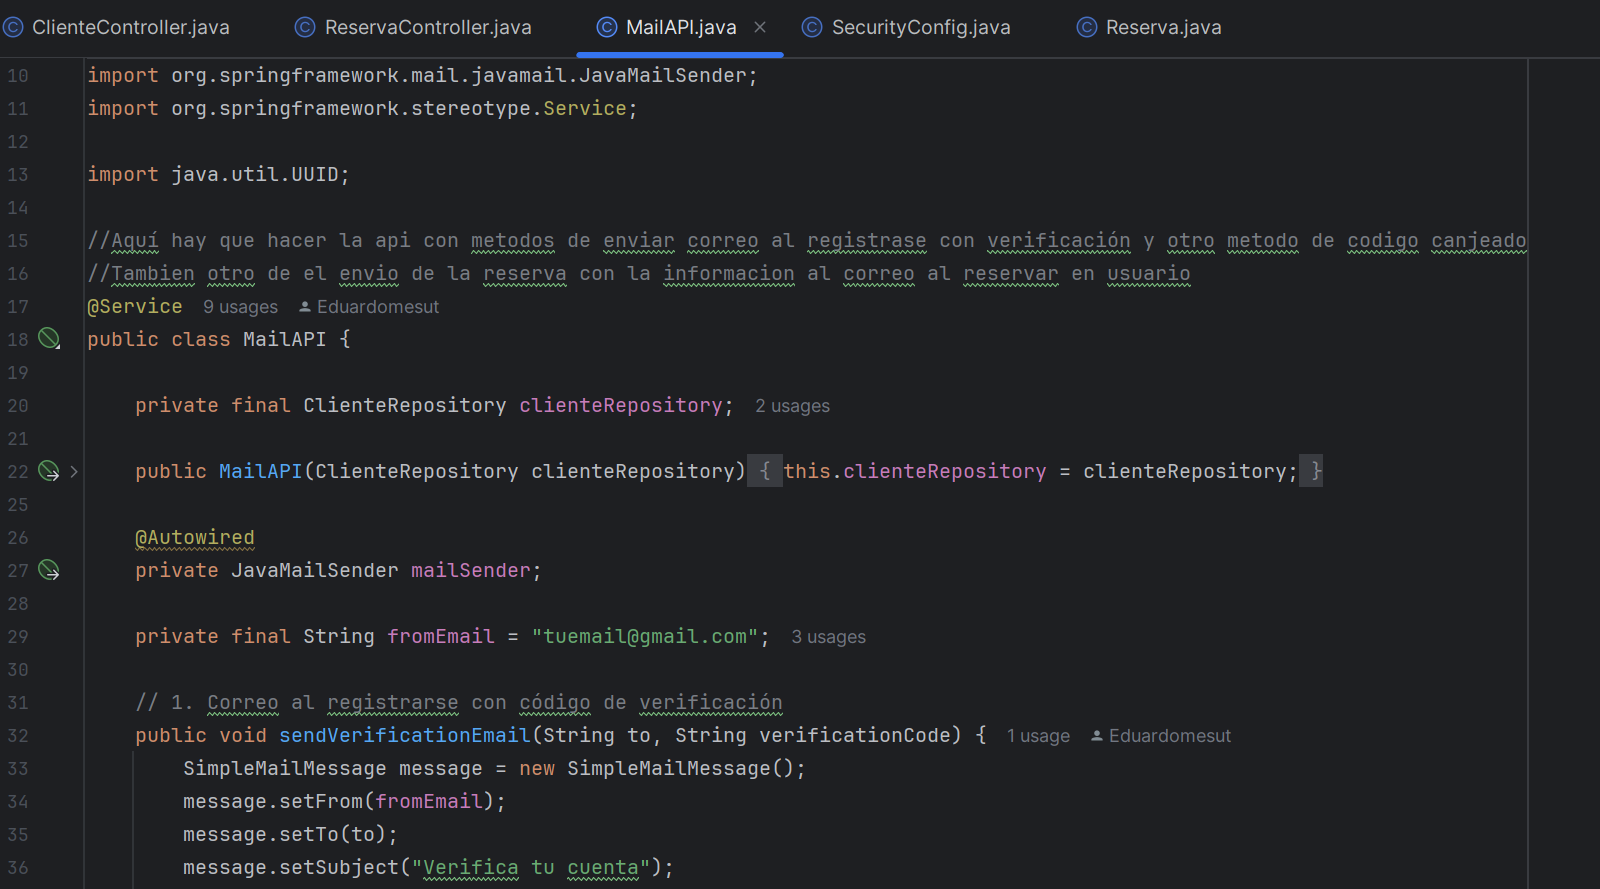 ClienteController.java ReservaController.java MailAPI.java SecurityConfig.java Reserva.java
10 import org.springframework.mail.javamail.JavaMailSender;
11 import org.springframework.stereotype.Service;
12
13 import java.util.UUID;
14
15 //Aquí hay que hacer la api con metodos de enviar correo al registrase con verificación y otro metodo de codigo canjeado
16 //Tambien otro de el envio de la reserva con la informacion al correo al reservar en usuario
17 @Service 9 usages Eduardomesut
18 public class MailAPI {
19
20 private final ClienteRepository clienteRepository; 2 usages
21
22 public MailAPI(ClienteRepository clienteRepository) { this.clienteRepository = clienteRepository; }
25
26 @Autowired
27 private JavaMailSender mailSender;
28
29 private final String fromEmail = "tuemail@gmail.com"; 3 usages
30
31 // 1. Correo al registrarse con código de verificación
32 public void sendVerificationEmail(String to, String verificationCode) { 1 usage Eduardomesut
33 SimpleMailMessage message = new SimpleMailMessage();
34 message.setFrom(fromEmail);
35 message.setTo(to);
36 message.setSubject("Verifica tu cuenta");